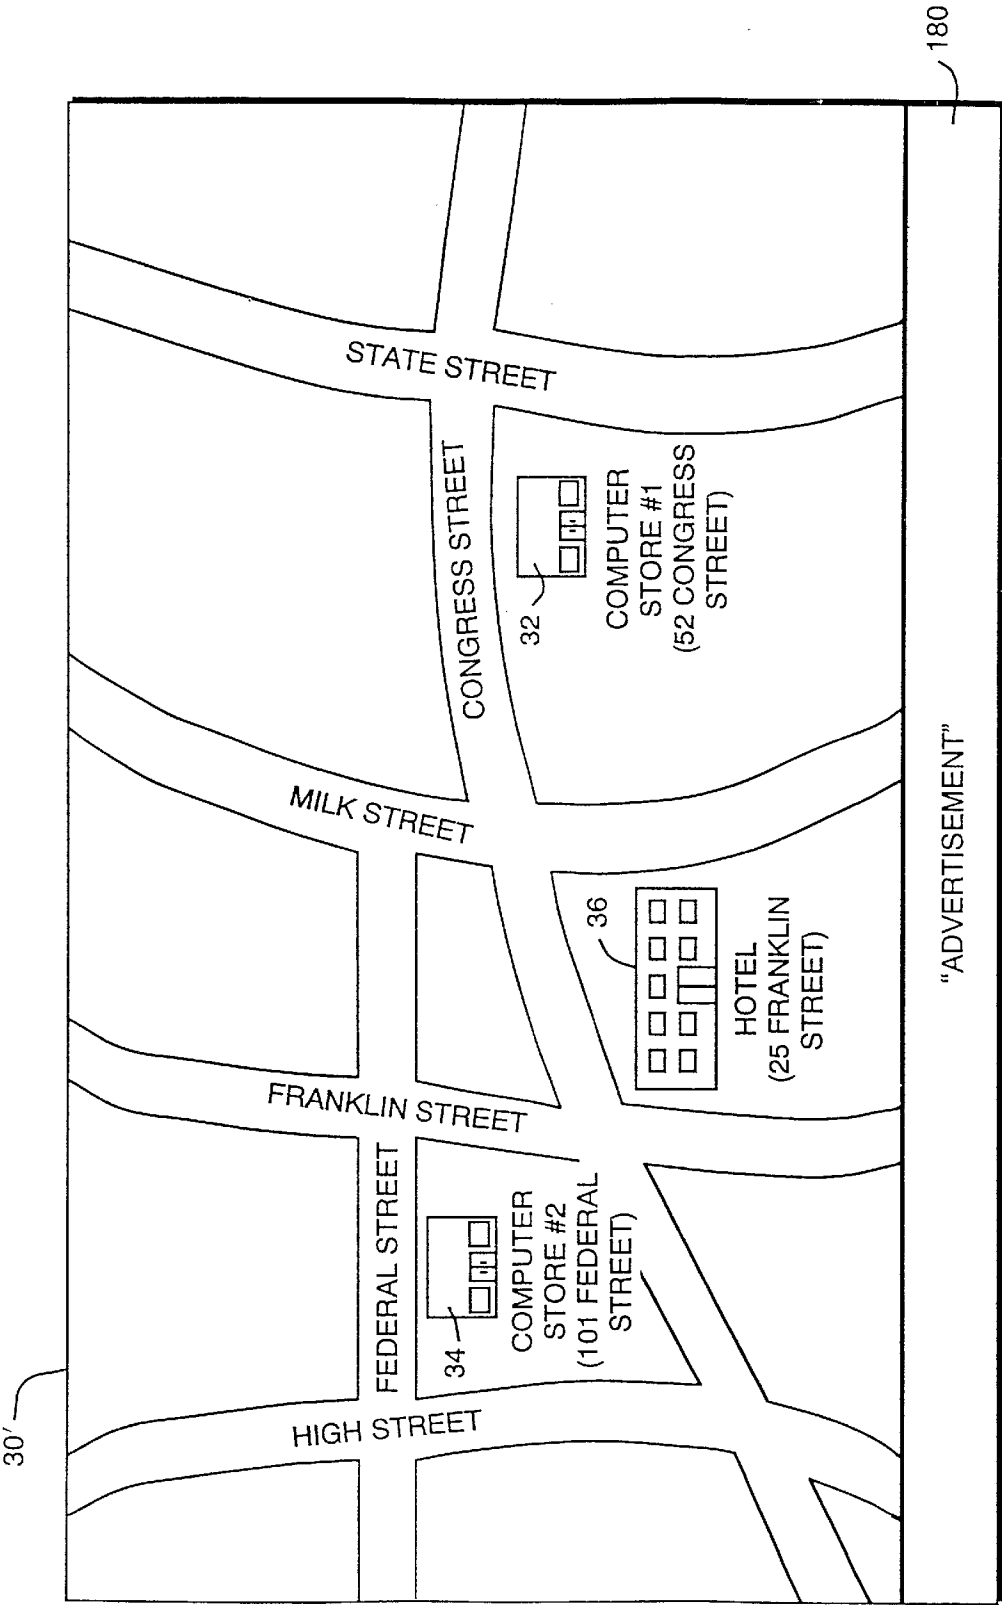 30′
HIGH STREET
FEDERAL STREET
34
COMPUTER
STORE #2
(101 FEDERAL
STREET)
FRANKLIN STREET
MILK STREET
36
HOTEL
(25 FRANKLIN
STREET)
CONGRESS STREET
32
COMPUTER
STORE #1
(52 CONGRESS
STREET)
STATE STREET
"ADVERTISEMENT"
180